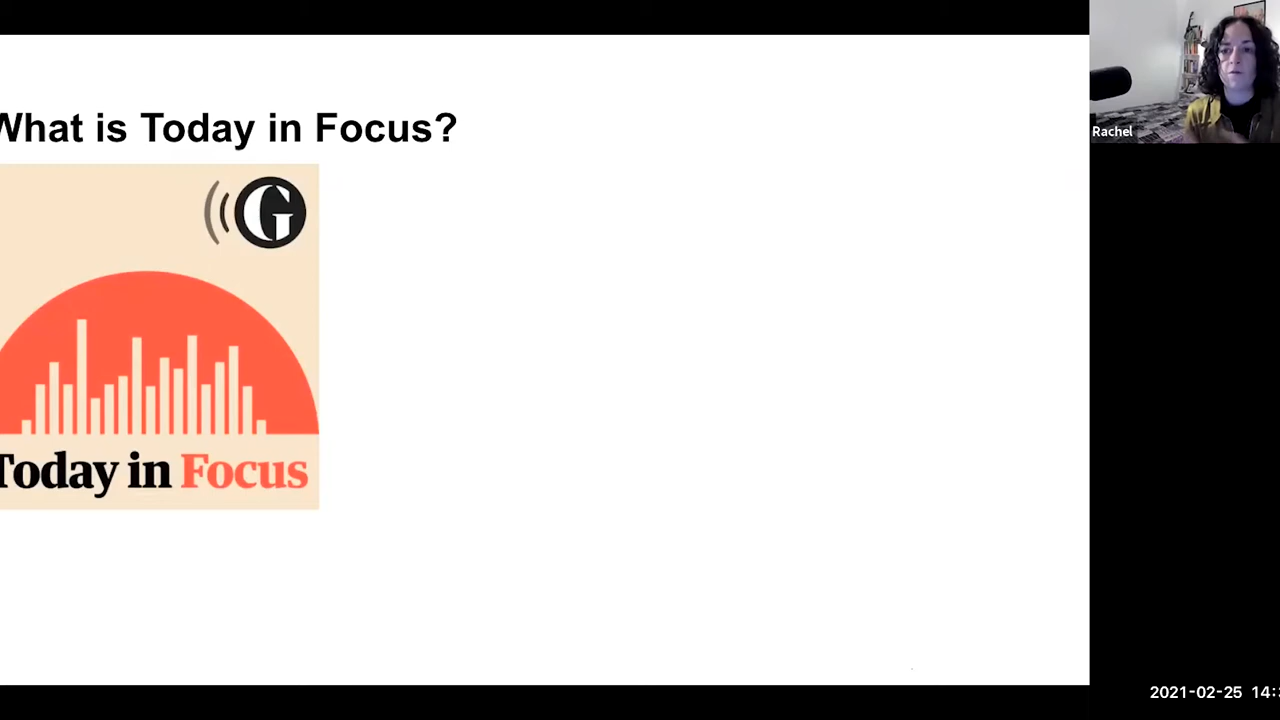 What is Today in Focus?
G
Today in Focus
Rachel
2021-02-25 14: